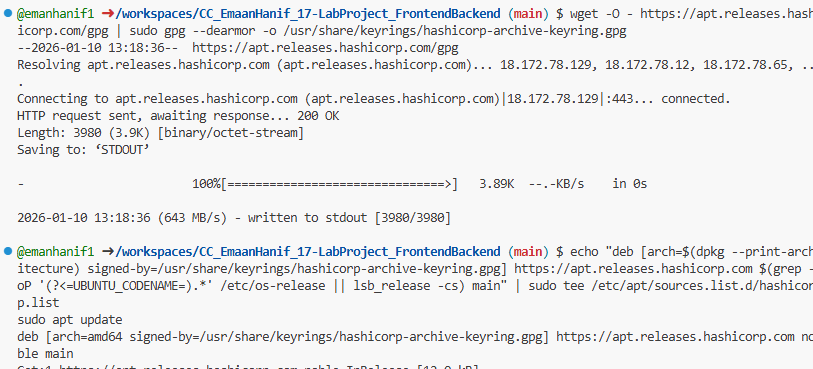 @emanhanif1 ➜/workspaces/CC_EmaanHanif_17-LabProject_FrontendBackend (main) $ wget -O - https://apt.releases.hash
icorp.com/gpg | sudo gpg --dearmor -o /usr/share/keyrings/hashicorp-archive-keyring.gpg
--2026-01-10 13:18:36--  https://apt.releases.hashicorp.com/gpg
Resolving apt.releases.hashicorp.com (apt.releases.hashicorp.com)... 18.172.78.129, 18.172.78.12, 18.172.78.65, ..
.
Connecting to apt.releases.hashicorp.com (apt.releases.hashicorp.com)|18.172.78.129|:443... connected.
HTTP request sent, awaiting response... 200 OK
Length: 3980 (3.9K) [binary/octet-stream]
Saving to: ‘STDOUT’
-                        100%[===============================>]   3.89K  --.-KB/s    in 0s
2026-01-10 13:18:36 (643 MB/s) - written to stdout [3980/3980]
@emanhanif1 ➜/workspaces/CC_EmaanHanif_17-LabProject_FrontendBackend (main) $ echo "deb [arch=$(dpkg --print-arch
itecture) signed-by=/usr/share/keyrings/hashicorp-archive-keyring.gpg] https://apt.releases.hashicorp.com $(grep -
oP '(?<=UBUNTU_CODENAME=).*' /etc/os-release || lsb_release -cs) main" | sudo tee /etc/apt/sources.list.d/hashicor
p.list
sudo apt update
deb [arch=amd64 signed-by=/usr/share/keyrings/hashicorp-archive-keyring.gpg] https://apt.releases.hashicorp.com no
ble main